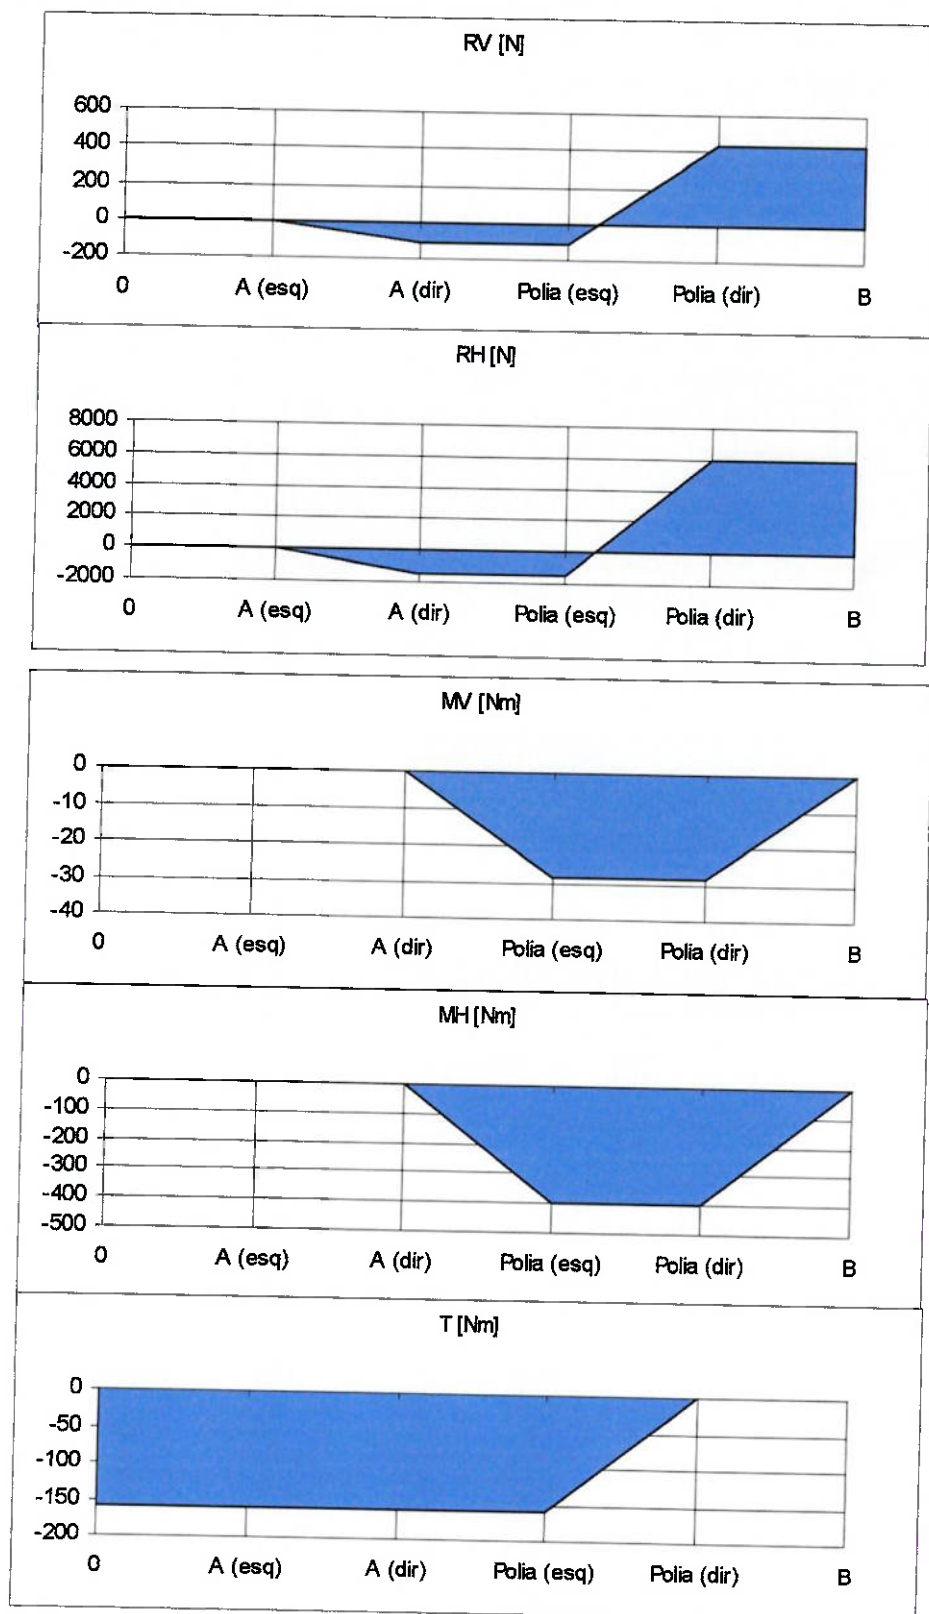 RV [N]
600
400
200
0
-200
0 A (esq) A (dir) Polia (esq) Polia (dir) B
RH [N]
8000
6000
4000
2000
0
-2000
0 A (esq) A (dir) Polia (esq) Polia (dir) B
MV [Nm]
0
-10
-20
-30
-40
0 A (esq) A (dir) Polia (esq) Polia (dir) B
MH [Nm]
0
-100
-200
-300
-400
-500
0 A (esq) A (dir) Polia (esq) Polia (dir) B
T [Nm]
0
-50
-100
-150
-200
0 A (esq) A (dir) Polia (esq) Polia (dir) B